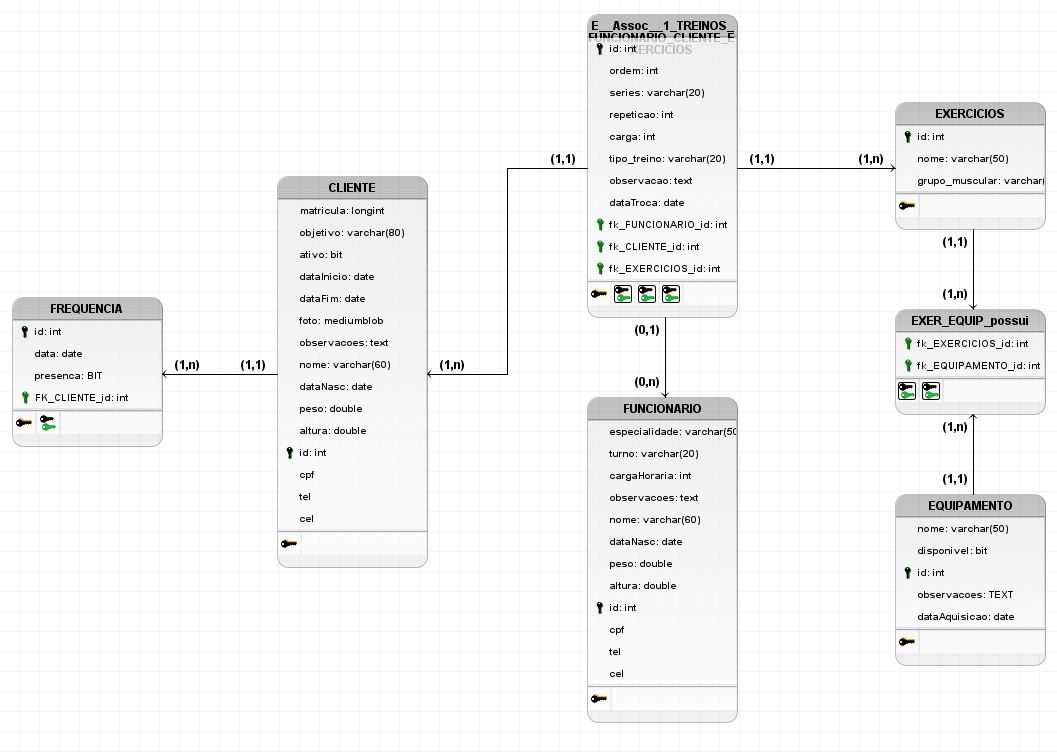 E__Assoc__1_TREINOS_
FUNCIONARIO_CLIENTE_E
XERCICIOS
id: int
ordem: int
series: varchar(20)
repeticao: int
carga: int
tipo_treino: varchar(20)
observacao: text
dataTroca: date
fk_FUNCIONARIO_id: int
fk_CLIENTE_id: int
fk_EXERCICIOS_id: int
(1,1)
(1,1)
(1,n)
EXERCICIOS
id: int
nome: varchar(50)
grupo_muscular: varchar(
CLIENTE
matricula: longint
objetivo: varchar(80)
ativo: bit
dataInicio: date
dataFim: date
foto: mediumblob
observacoes: text
nome: varchar(60)
dataNasc: date
peso: double
altura: double
id: int
cpf
tel
cel
FREQUENCIA
id: int
data: date
presenca: BIT
FK_CLIENTE_id: int
(1,n)
(1,1)
(1,n)
(0,1)
(0,n)
FUNCIONARIO
especialidade: varchar(50
turno: varchar(20)
cargaHoraria: int
observacoes: text
nome: varchar(60)
dataNasc: date
peso: double
altura: double
id: int
cpf
tel
cel
(1,1)
(1,n)
EXER_EQUIP_possui
fk_EXERCICIOS_id: int
fk_EQUIPAMENTO_id: int
(1,n)
(1,1)
EQUIPAMENTO
nome: varchar(50)
disponivel: bit
id: int
observacoes: TEXT
dataAquisicao: date